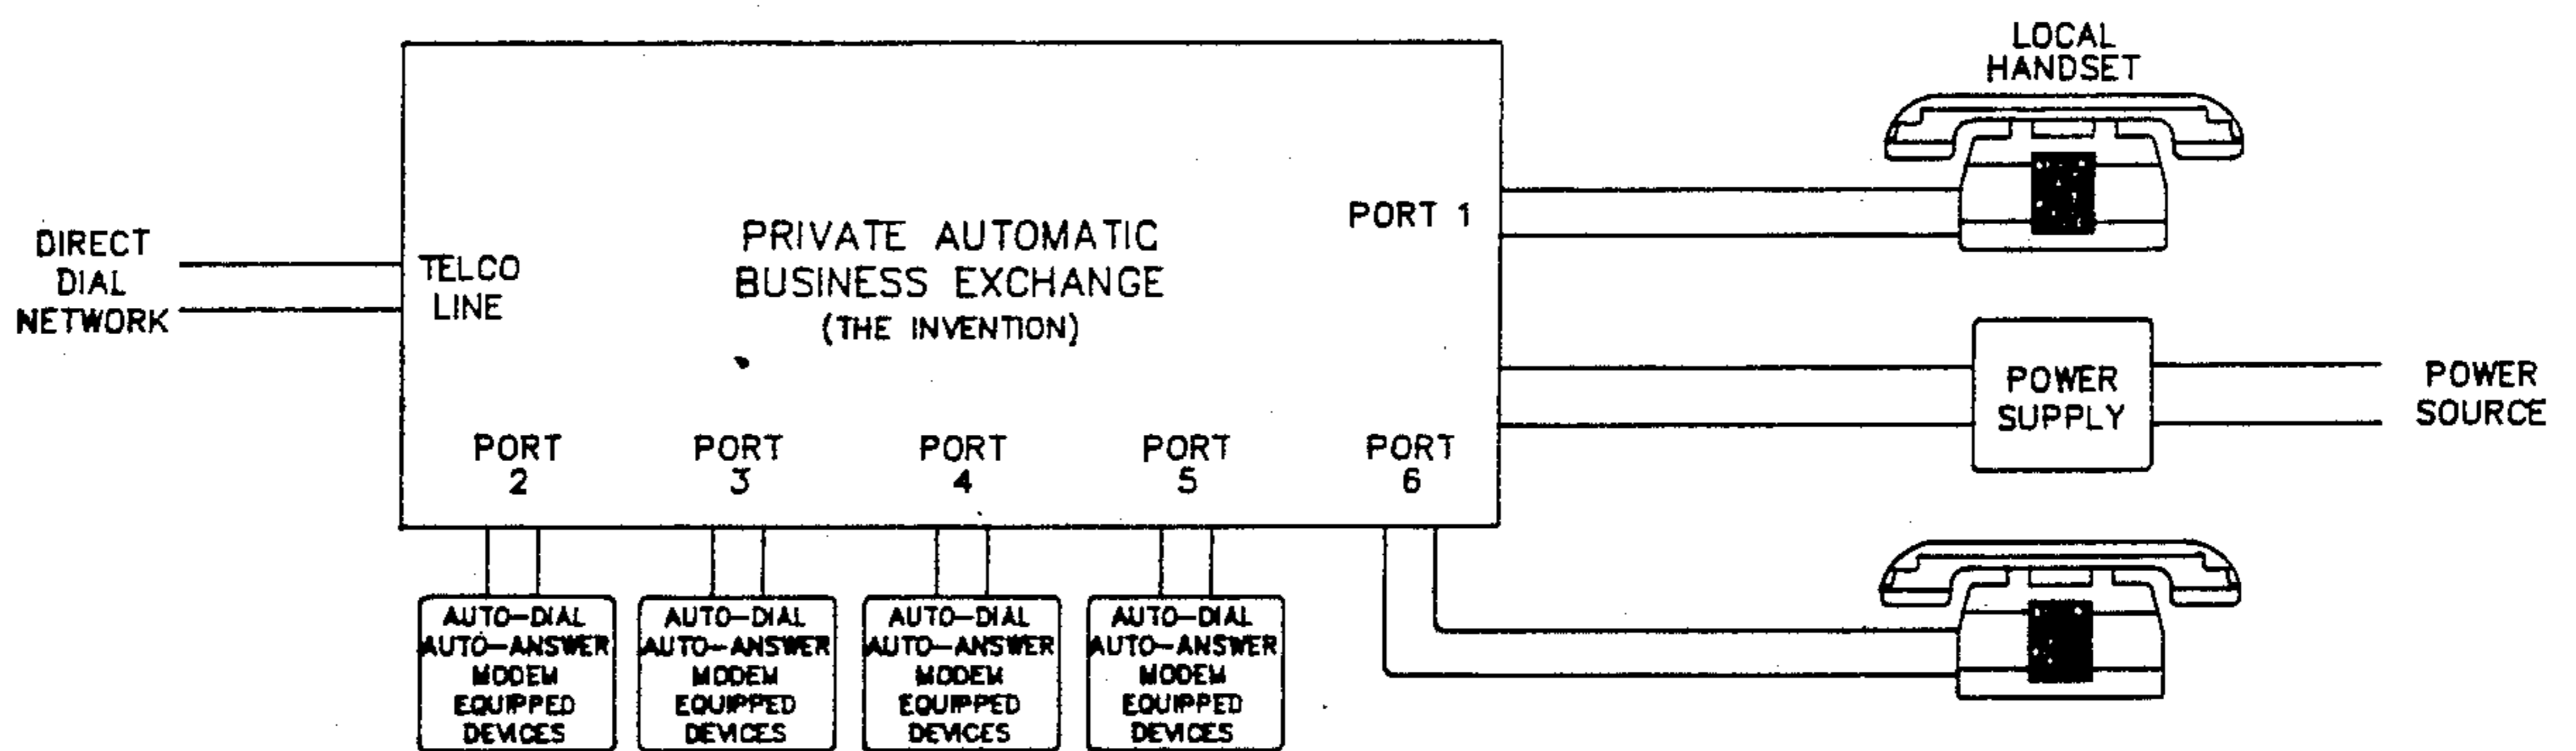 LOCAL
HANDSET
DIRECT
DIAL
NETWORK
TELCO
LINE
PRIVATE AUTOMATIC
BUSINESS EXCHANGE
(THE INVENTION)
PORT 1
POWER
SUPPLY
POWER
SOURCE
PORT
2
PORT
3
PORT
4
PORT
5
PORT
6
AUTO-DIAL
AUTO-ANSWER
MODEM
EQUIPPED
DEVICES
AUTO-DIAL
AUTO-ANSWER
MODEM
EQUIPPED
DEVICES
AUTO-DIAL
AUTO-ANSWER
MODEM
EQUIPPED
DEVICES
AUTO-DIAL
AUTO-ANSWER
MODEM
EQUIPPED
DEVICES